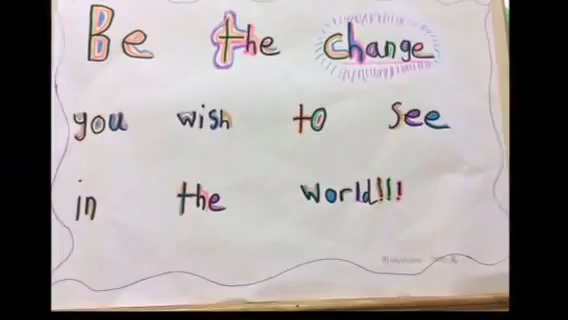 Be the change
you wish to see
in the world!!!